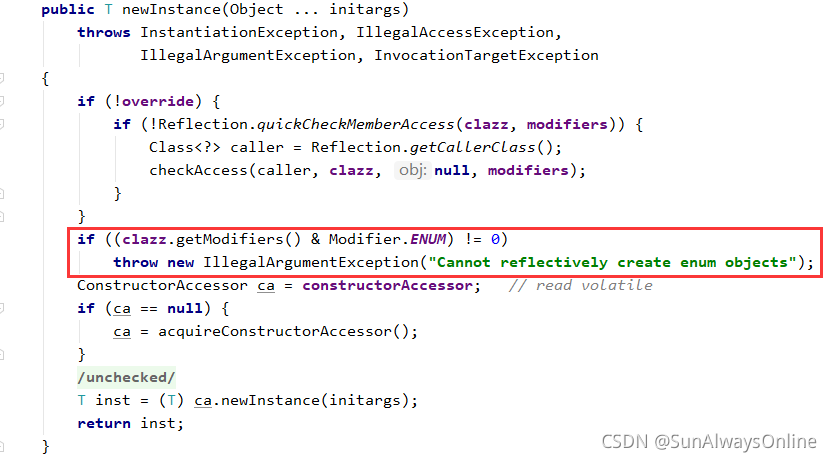 public T newInstance(Object ... initargs)
    throws InstantiationException, IllegalAccessException,
           IllegalArgumentException, InvocationTargetException
{
    if (!override) {
        if (!Reflection.quickCheckMemberAccess(clazz, modifiers)) {
            Class<?> caller = Reflection.getCallerClass();
            checkAccess(caller, clazz, obj: null, modifiers);
        }
    }
    if ((clazz.getModifiers() & Modifier.ENUM) != 0)
        throw new IllegalArgumentException("Cannot reflectively create enum objects");
    ConstructorAccessor ca = constructorAccessor;   // read volatile
    if (ca == null) {
        ca = acquireConstructorAccessor();
    }
    /unchecked/
    T inst = (T) ca.newInstance(initargs);
    return inst;
}
CSDN @SunAlwaysOnline